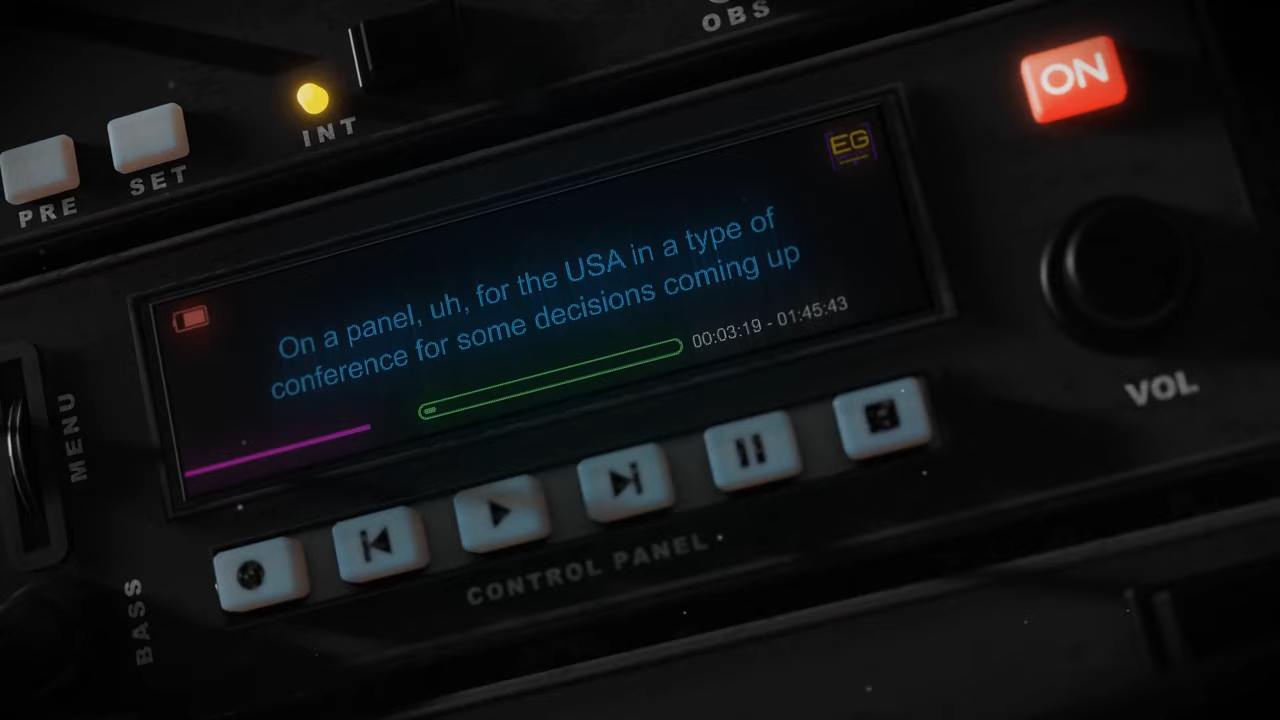 OBS
ON
INT
SET
PRE
EG
On a panel, uh, for the USA in a type of
conference for some decisions coming up
00:03:19 - 01:45:43
VOL
MENU
CONTROL PANEL
BASS